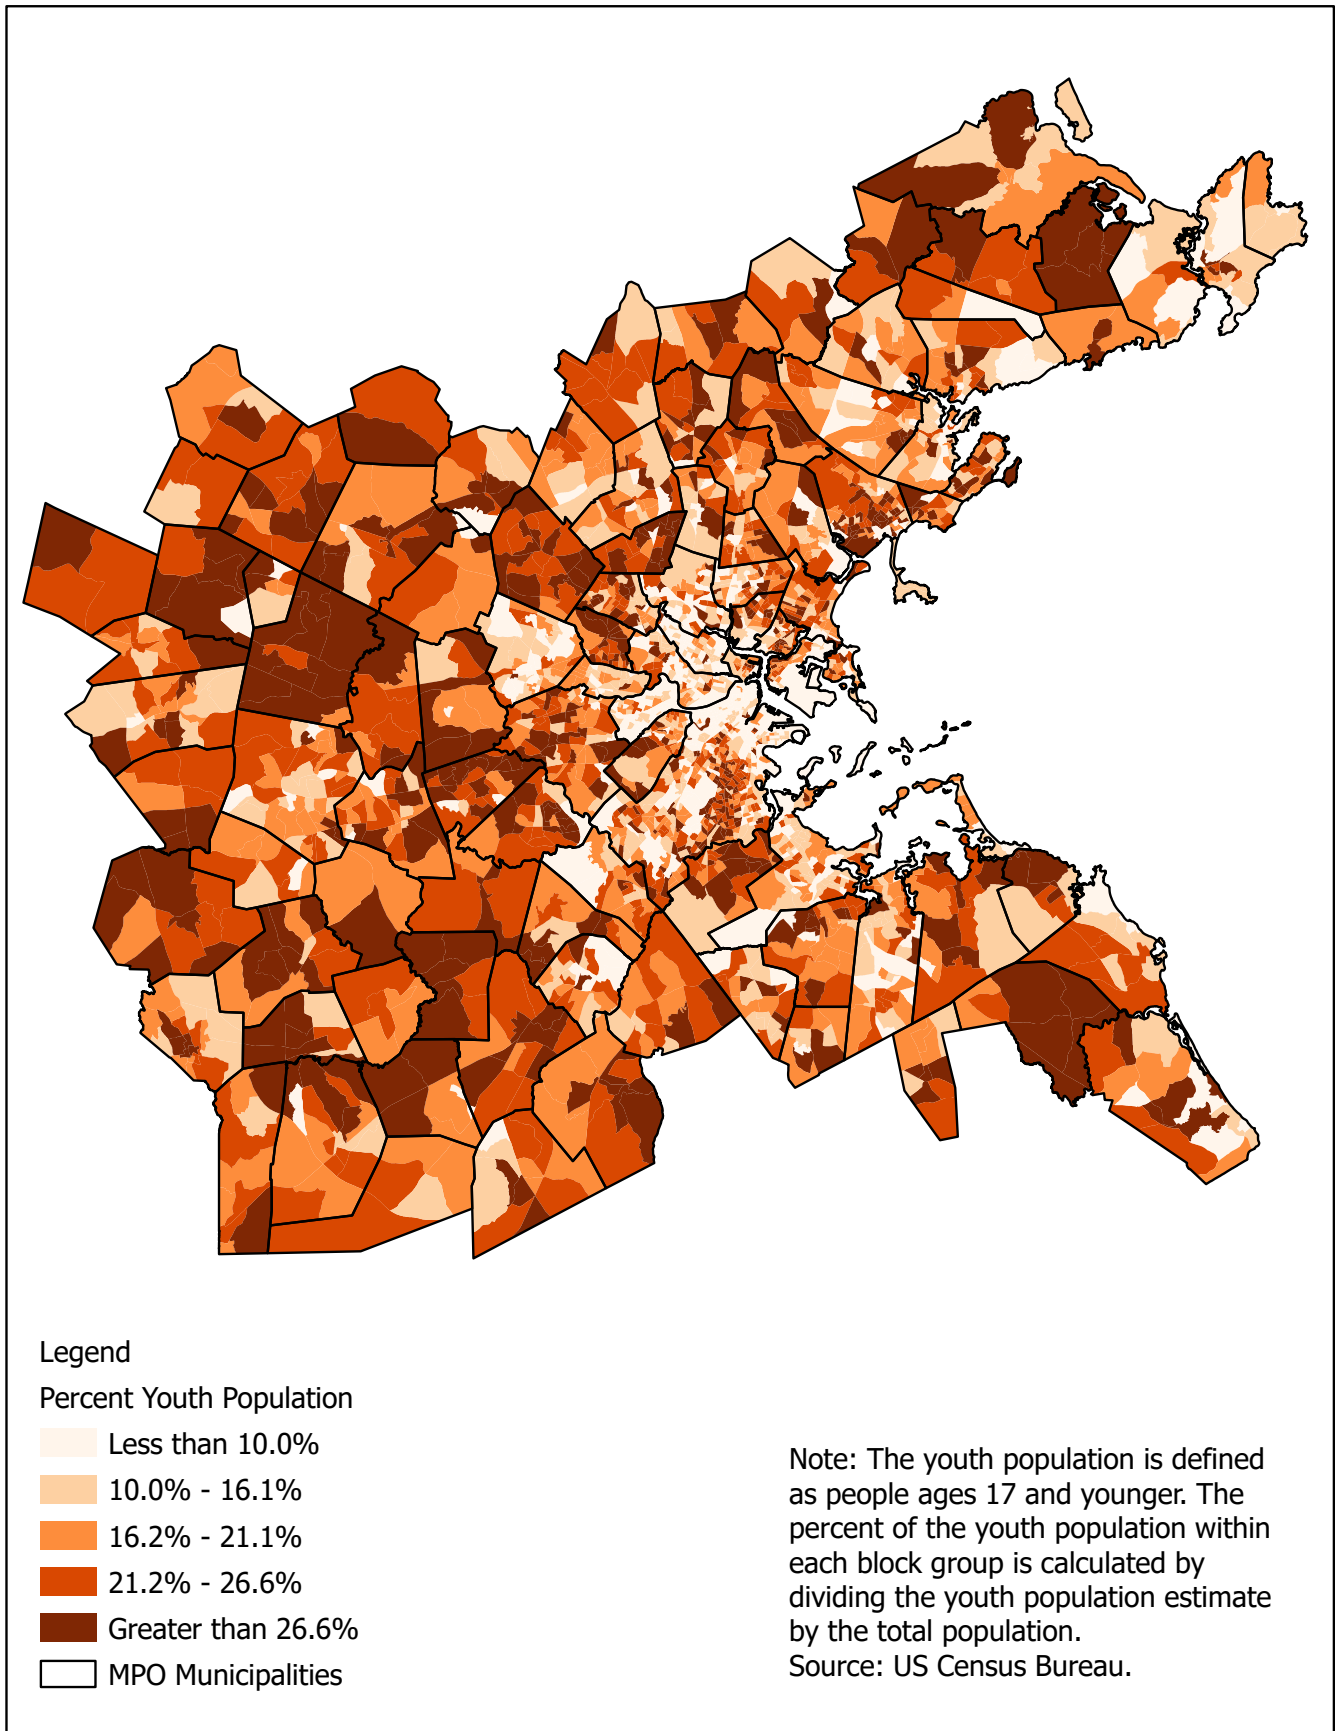 Legend
Percent Youth Population
Less than 10.0%
10.0% - 16.1%
16.2% - 21.1%
21.2% - 26.6%
Greater than 26.6%
MPO Municipalities
Note: The youth population is defined
as people ages 17 and younger. The
percent of the youth population within
each block group is calculated by
dividing the youth population estimate
by the total population.
Source: US Census Bureau.